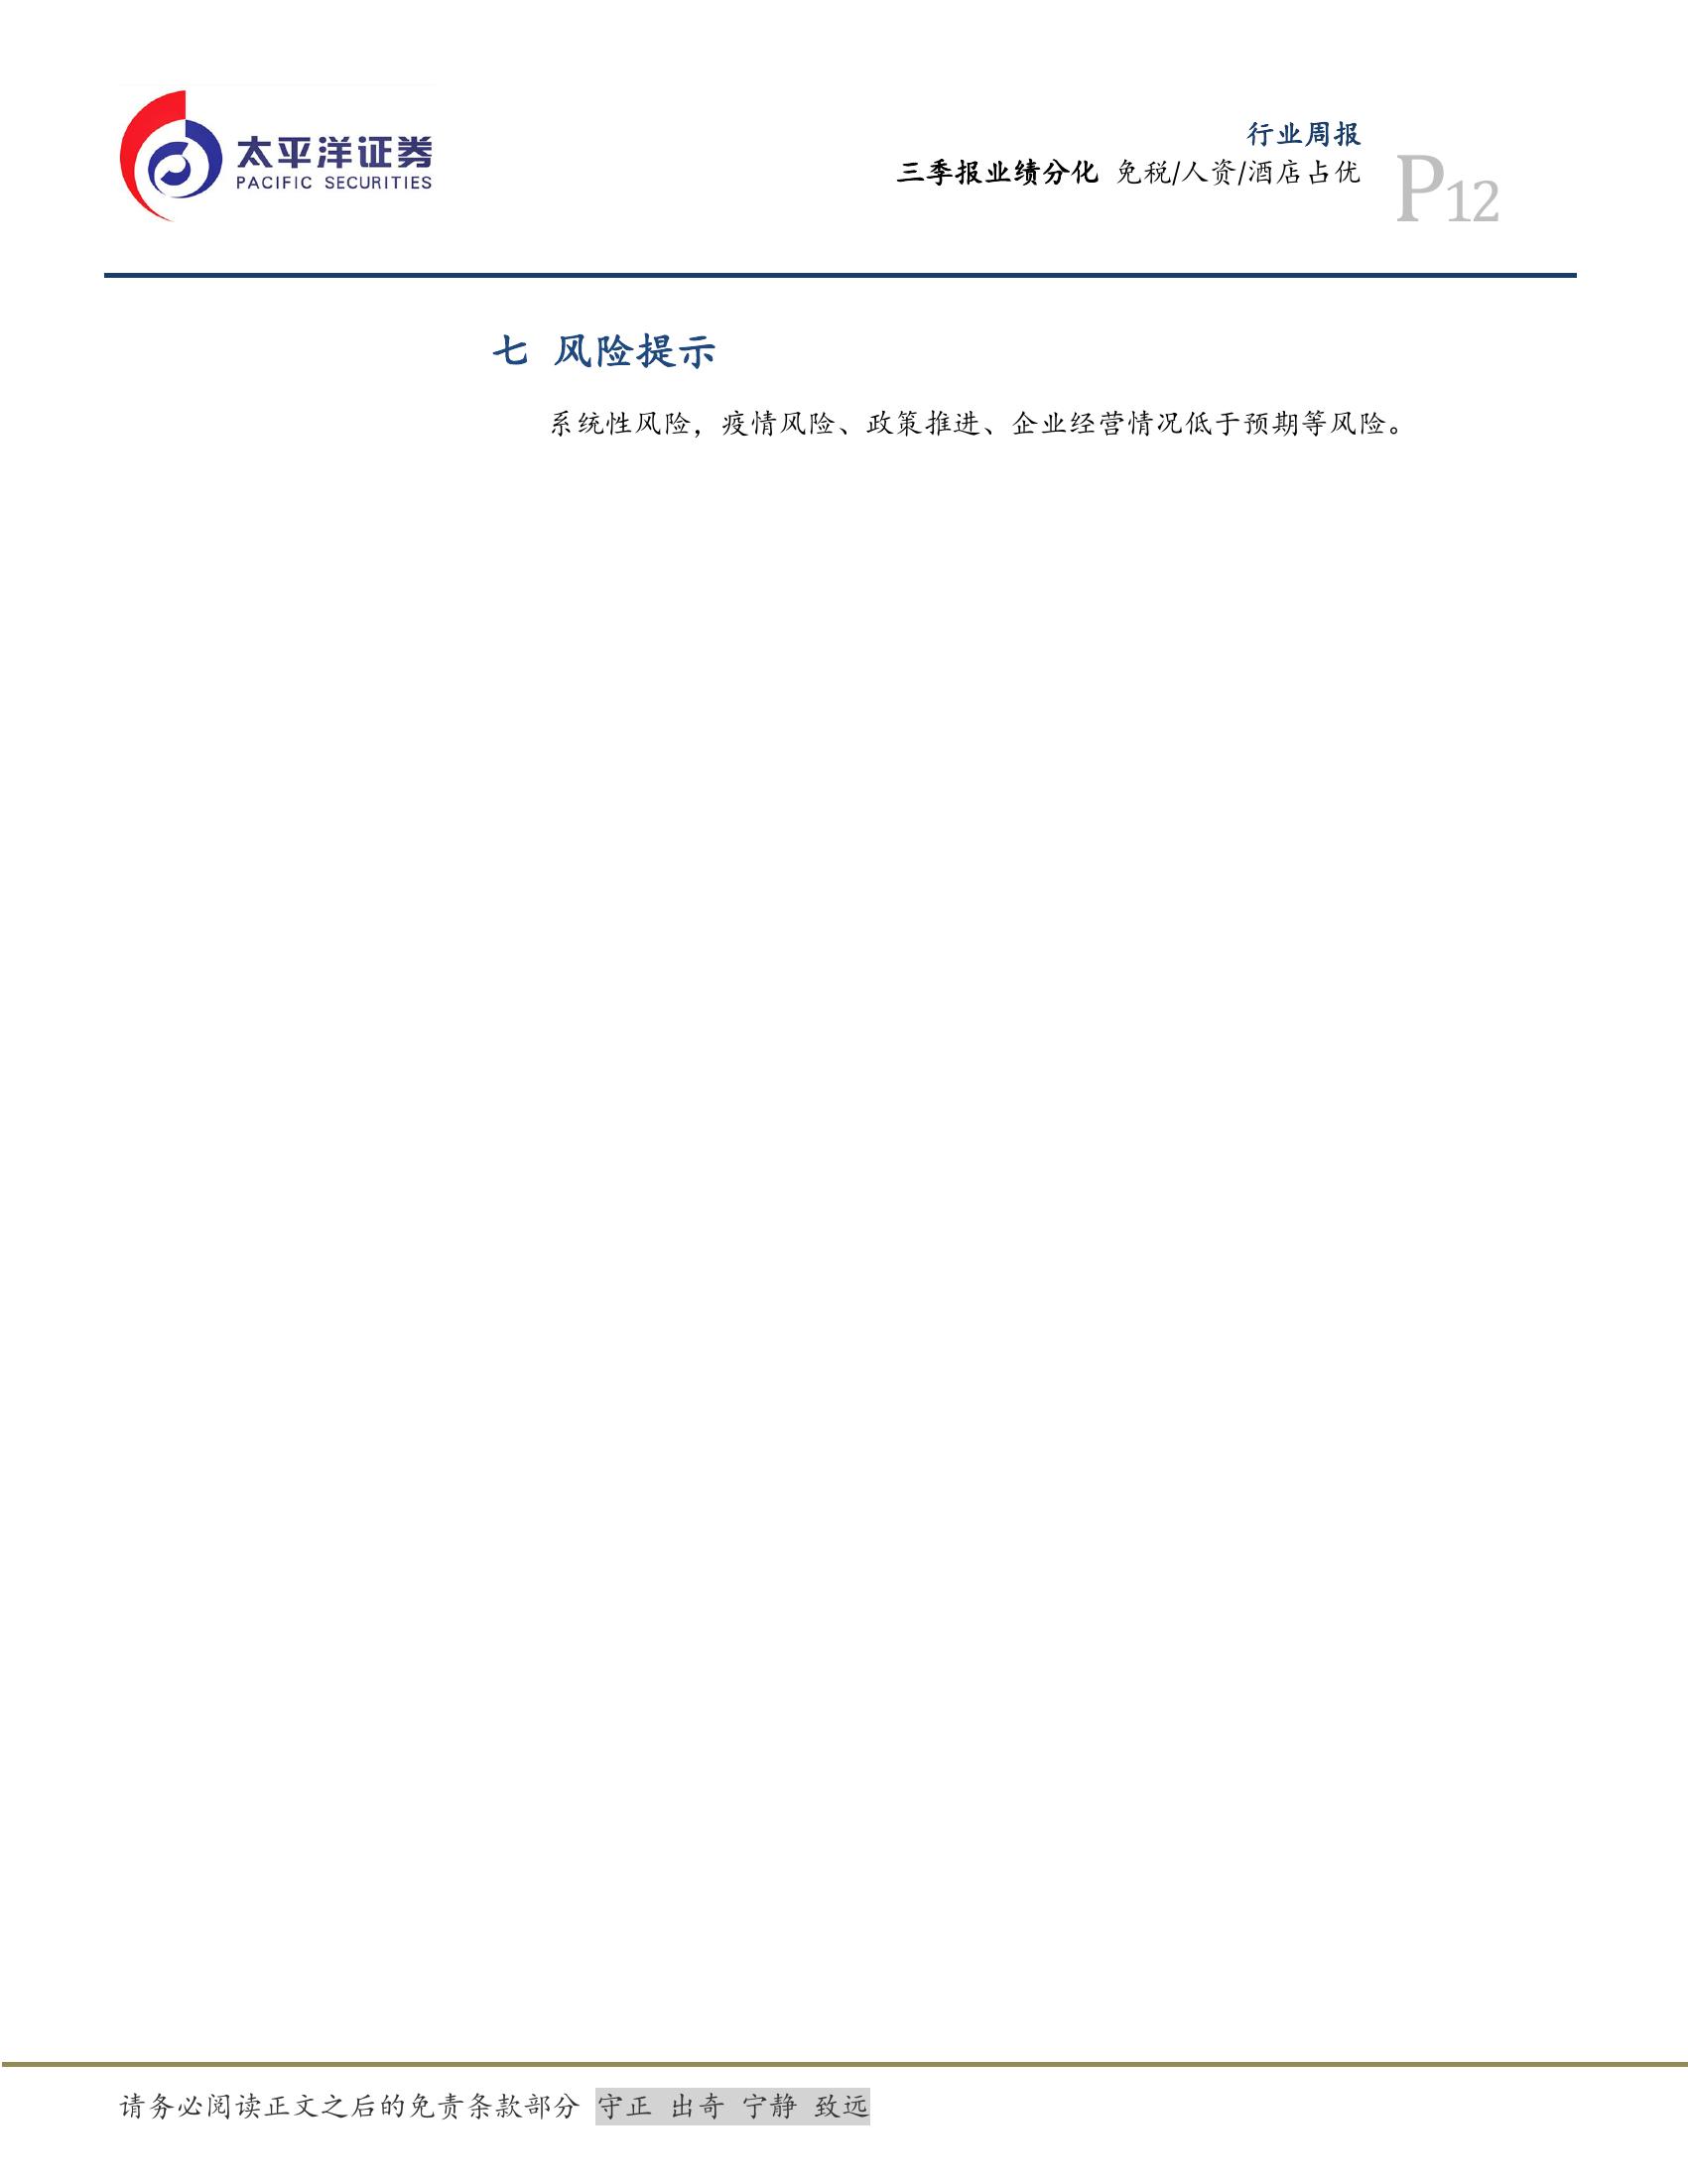 太平洋证券
PACIFIC SECURITIES
行业周报
三季报业绩分化 免税/人资/酒店占优
P12
七 风险提示
系统性风险，疫情风险、政策推进、企业经营情况低于预期等风险。
请务必阅读正文之后的免责条款部分 守正 出奇 宁静 致远